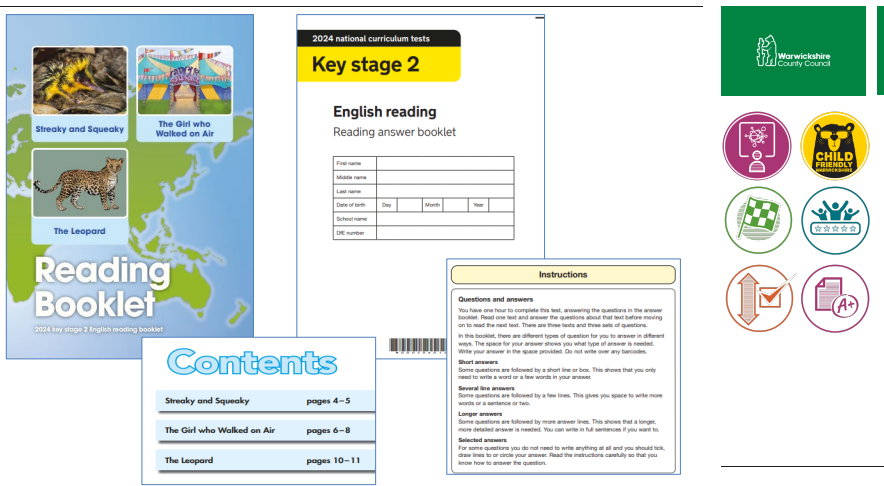 Streaky and Squeaky
The Girl who
Walked on Air
The Leopard
Reading
Booklet
2024 key stage 2 English reading booklet
2024 national curriculum tests
Key stage 2
English reading
Reading answer booklet
First name
Middle name
Last name
Date of birth Day Month Year
School name
DfE number
Contents
Streaky and Squeaky pages 4–5
The Girl who Walked on Air pages 6–8
The Leopard pages 10–11
Instructions
Questions and answers
You have one hour to complete this test, answering the questions in the answer
booklet. Read one text and answer the questions about that text before moving
on to read the next text. There are three texts and three sets of questions.
In this booklet, there are different types of question for you to answer in different
ways. The space for your answer shows you what type of answer is needed.
Write your answer in the space provided. Do not write over any barcodes.
Short answers
Some questions are followed by a short line or box. This shows that you only
need to write a word or a few words in your answer.
Several line answers
Some questions are followed by a few lines. This gives you space to write more
words or a sentence or two.
Longer answers
Some questions are followed by more answer lines. This shows that a longer,
more detailed answer is needed. You can write in full sentences if you want to.
Selected answers
For some questions you do not need to write anything at all and you should tick,
draw lines to or circle your answer. Read the instructions carefully so that you
know how to answer the question.
Warwickshire
County Council
CHILD
FRIENDLY
WARWICKSHIRE
A+